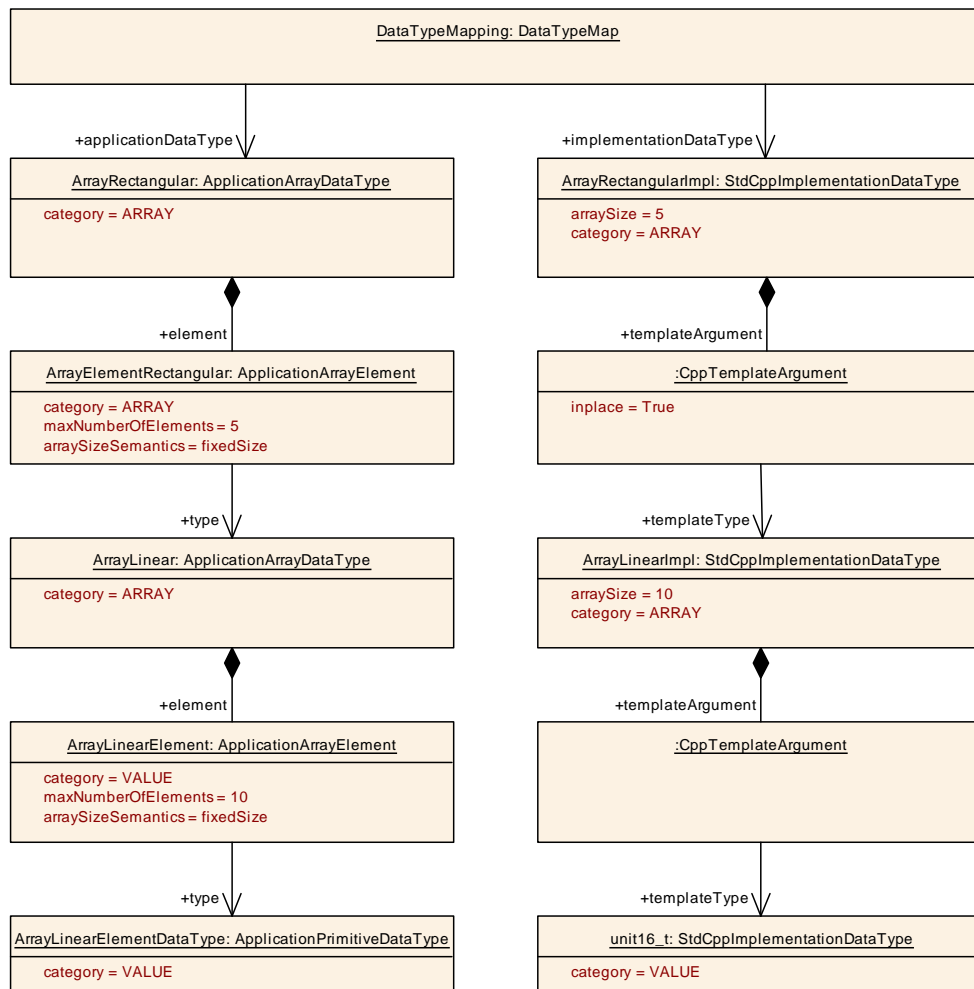 DataTypeMapping: DataTypeMap
+applicationDataType
+implementationDataType
ArrayRectangular: ApplicationArrayDataType
category = ARRAY
ArrayRectangularImpl: StdCppImplementationDataType
arraySize = 5
category = ARRAY
+element
+templateArgument
ArrayElementRectangular: ApplicationArrayElement
category = ARRAY
maxNumberOfElements = 5
arraySizeSemantics = fixedSize
:CppTemplateArgument
inplace = True
+type
+templateType
ArrayLinear: ApplicationArrayDataType
category = ARRAY
ArrayLinearImpl: StdCppImplementationDataType
arraySize = 10
category = ARRAY
+element
+templateArgument
ArrayLinearElement: ApplicationArrayElement
category = VALUE
maxNumberOfElements = 10
arraySizeSemantics = fixedSize
:CppTemplateArgument
+type
+templateType
ArrayLinearElementDataType: ApplicationPrimitiveDataType
category = VALUE
unit16_t: StdCppImplementationDataType
category = VALUE